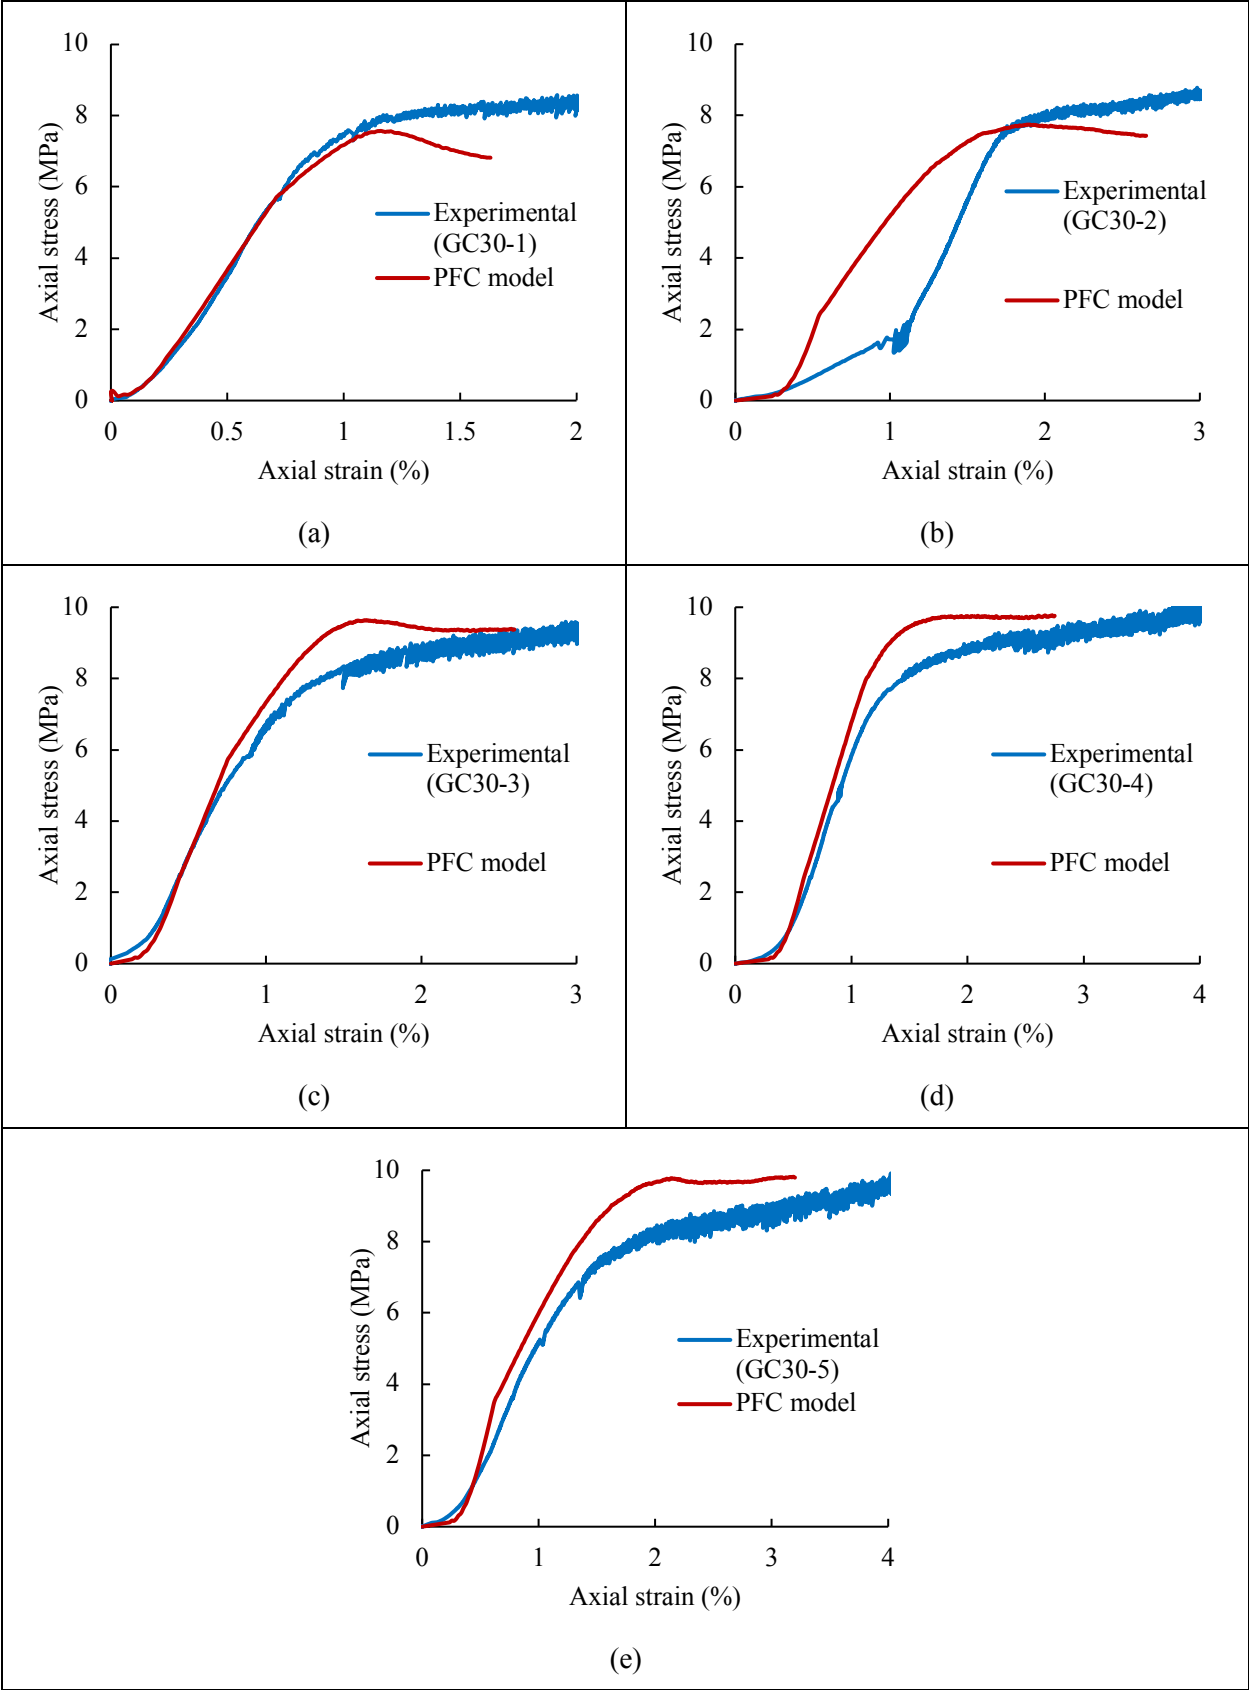 10
8
6
4
2
0
Axial stress (MPa)
Experimental
(GC30-1)
PFC model
0 0.5 1 1.5 2
Axial strain (%)
(a)
10
8
6
4
2
0
Axial stress (MPa)
Experimental
(GC30-2)
PFC model
0 1 2 3
Axial strain (%)
(b)
10
8
6
4
2
0
Axial stress (MPa)
Experimental
(GC30-3)
PFC model
0 1 2 3
Axial strain (%)
(c)
10
8
6
4
2
0
Axial stress (MPa)
Experimental
(GC30-4)
PFC model
0 1 2 3 4
Axial strain (%)
(d)
10
8
6
4
2
0
Axial stress (MPa)
Experimental
(GC30-5)
PFC model
0 1 2 3 4
Axial strain (%)
(e)